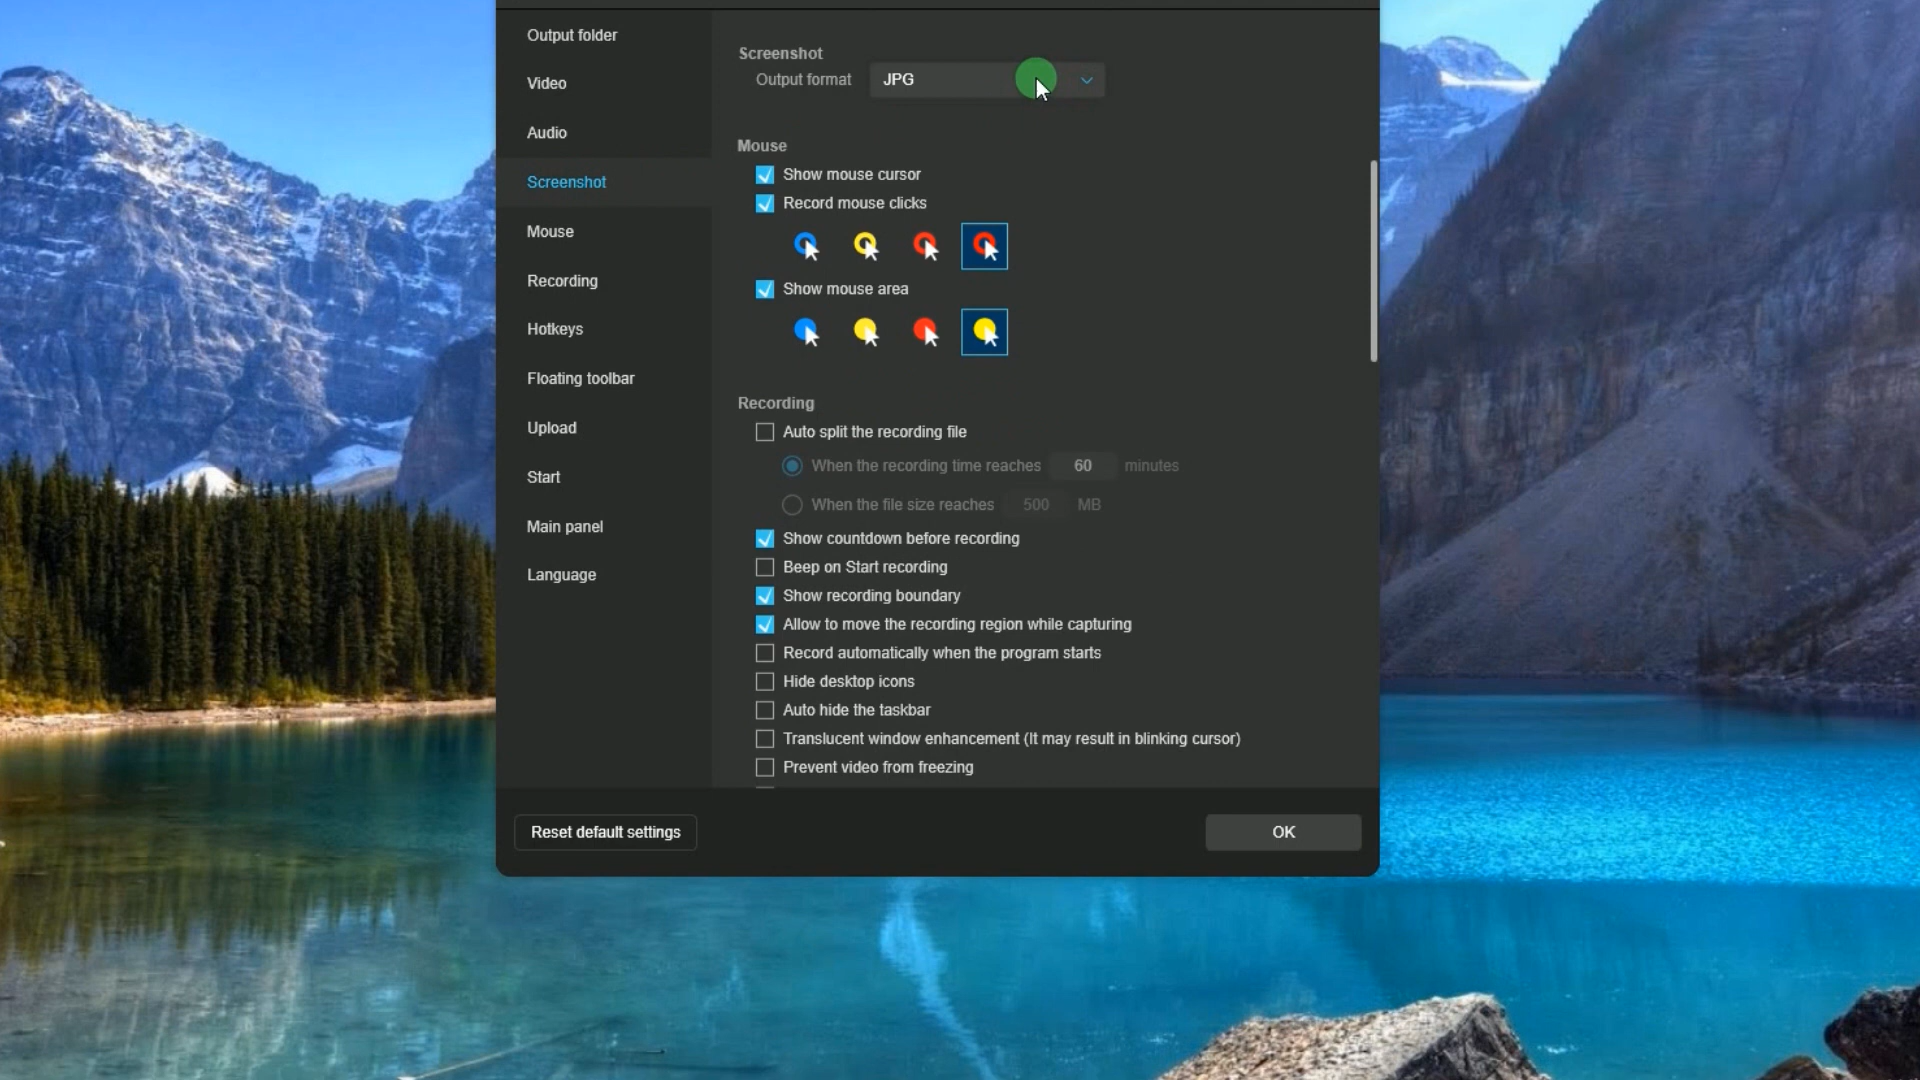 Output folder
Video
Audio
Screenshot
Mouse
Recording
Hotkeys
Floating toolbar
Upload
Start
Main panel
Language
Screenshot
Output format JPG
Mouse
Show mouse cursor
Record mouse clicks
Show mouse area
Recording
Auto split the recording file
When the recording time reaches 60 minutes
When the file size reaches 500 MB
Show countdown before recording
Beep on Start recording
Show recording boundary
Allow to move the recording region while capturing
Record automatically when the program starts
Hide desktop icons
Auto hide the taskbar
Translucent window enhancement (It may result in blinking cursor)
Prevent video from freezing
Reset default settings
OK